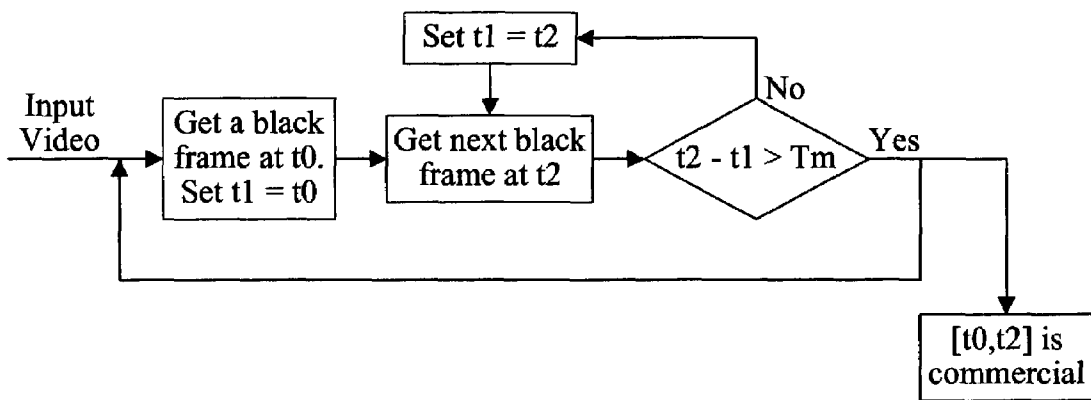 Input
Video
Get a black
frame at t0.
Set t1 = t0
Set t1 = t2
Get next black
frame at t2
t2 - t1 > Tm
No
Yes
[t0,t2] is
commercial